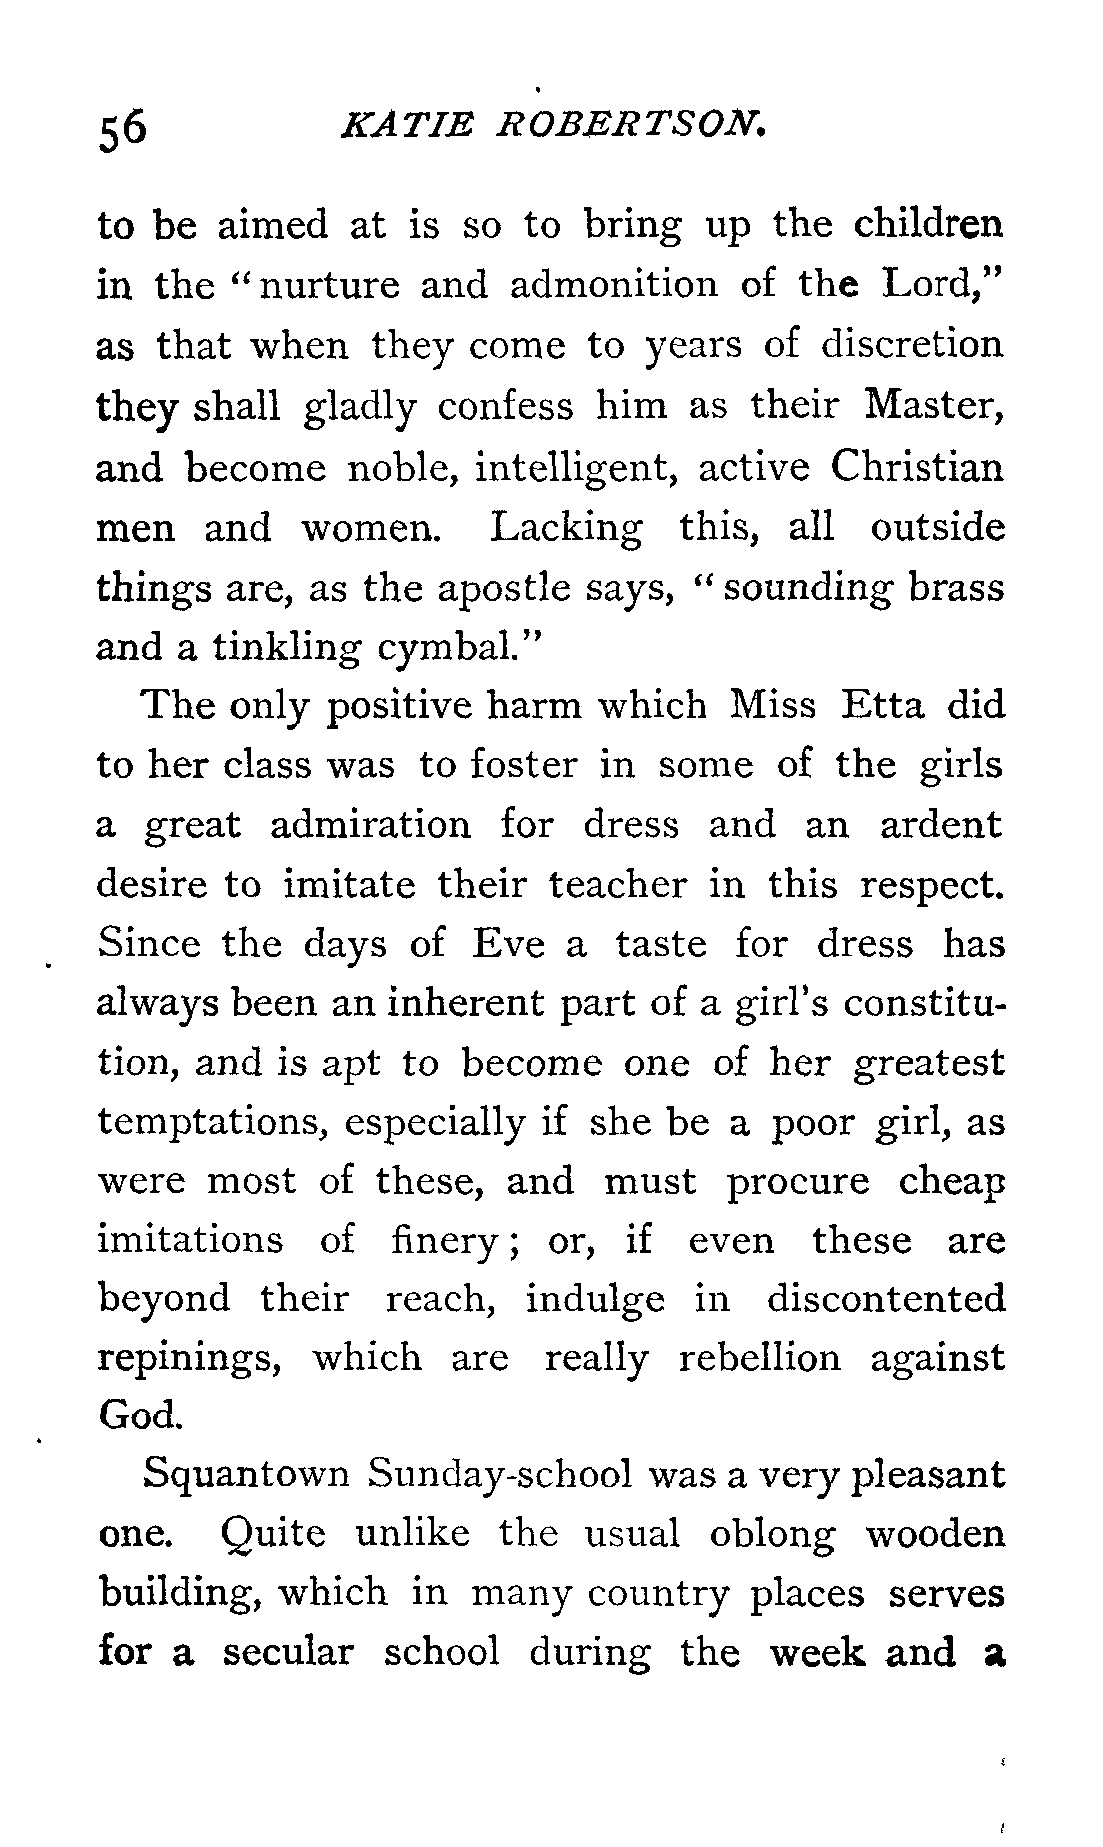 56 KATIE ROBERTSON.
to be aimed at is so to bring up the children
in the "nurture and admonition of the Lord,"
as that when they come to years of discretion
they shall gladly confess him as their Master,
and become noble, intelligent, active Christian
men and women. Lacking this, all outside
things are, as the apostle says, "sounding brass
and a tinkling cymbal."
The only positive harm which Miss Etta did
to her class was to foster in some of the girls
a great admiration for dress and an ardent
desire to imitate their teacher in this respect.
Since the days of Eve a taste for dress has
always been an inherent part of a girl's constitu-
tion, and is apt to become one of her greatest
temptations, especially if she be a poor girl, as
were most of these, and must procure cheap
imitations of finery; or, if even these are
beyond their reach, indulge in discontented
repinings, which are really rebellion against
God.
Squantown Sunday-school was a very pleasant
one. Quite unlike the usual oblong wooden
building, which in many country places serves
for a secular school during the week and a